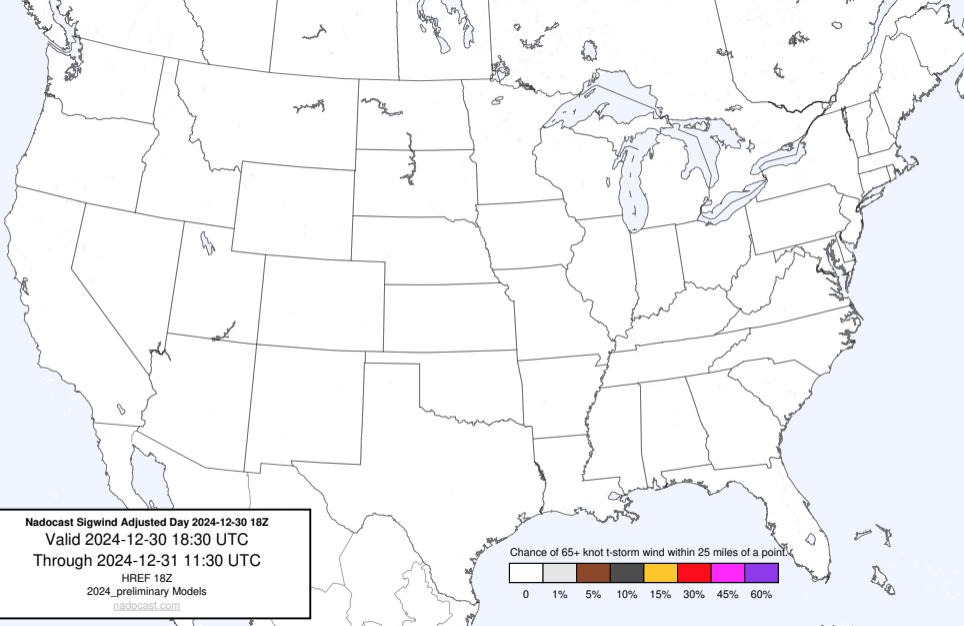 Nadocast Sigwind Adjusted Day 2024-12-30 18Z
Valid 2024-12-30 18:30 UTC
Through 2024-12-31 11:30 UTC
HREF 18Z
2024_preliminary Models
nadocast.com
Chance of 65+ knot t-storm wind within 25 miles of a point.
0 1% 5% 10% 15% 30% 45% 60%